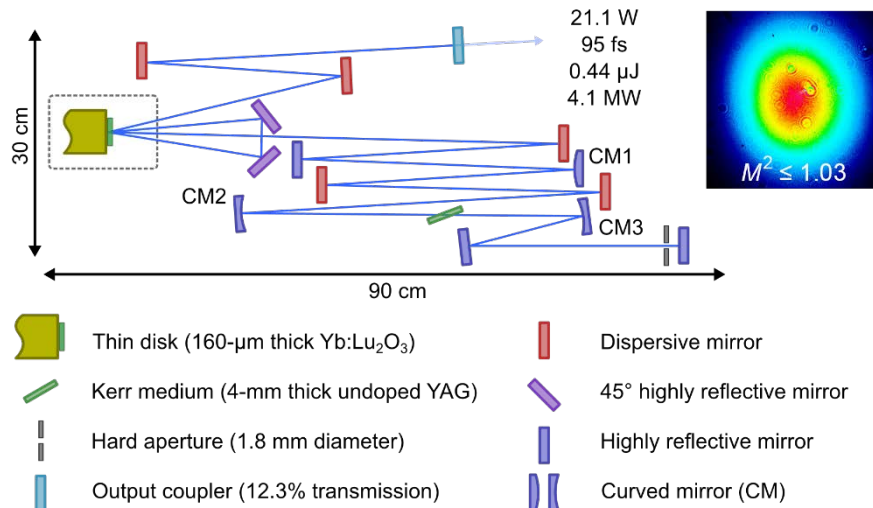 21.1 W
95 fs
0.44 µJ
4.1 MW
30 cm
CM1
CM2
CM3
M² ≤ 1.03
90 cm
Thin disk (160-µm thick Yb:Lu₂O₃)
Dispersive mirror
Kerr medium (4-mm thick undoped YAG)
45° highly reflective mirror
Hard aperture (1.8 mm diameter)
Highly reflective mirror
Output coupler (12.3% transmission)
Curved mirror (CM)